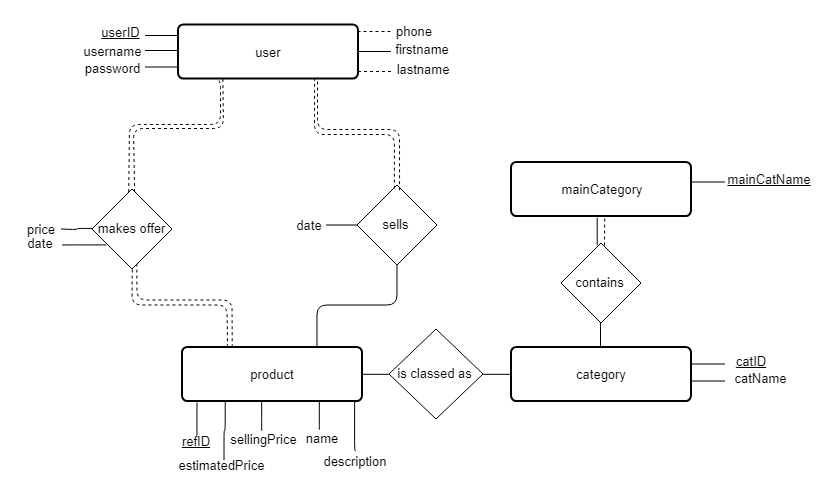 userID
username
password
user
phone
firstname
lastname
mainCategory
mainCatName
price
date
makes offer
date
sells
contains
product
is classed as
category
catID
catName
refID
sellingPrice
name
estimatedPrice
description